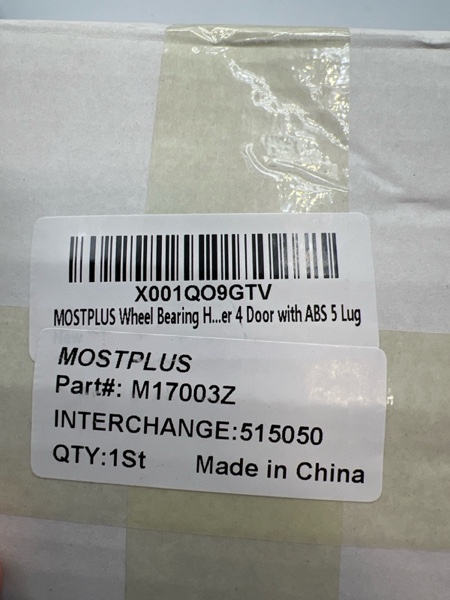 X001QO9GTV
MOSTPLUS Wheel Bearing H...er 4 Door with ABS 5 Lug
MOSTPLUS
Part#: M17003Z
INTERCHANGE:515050
QTY:1St Made in China